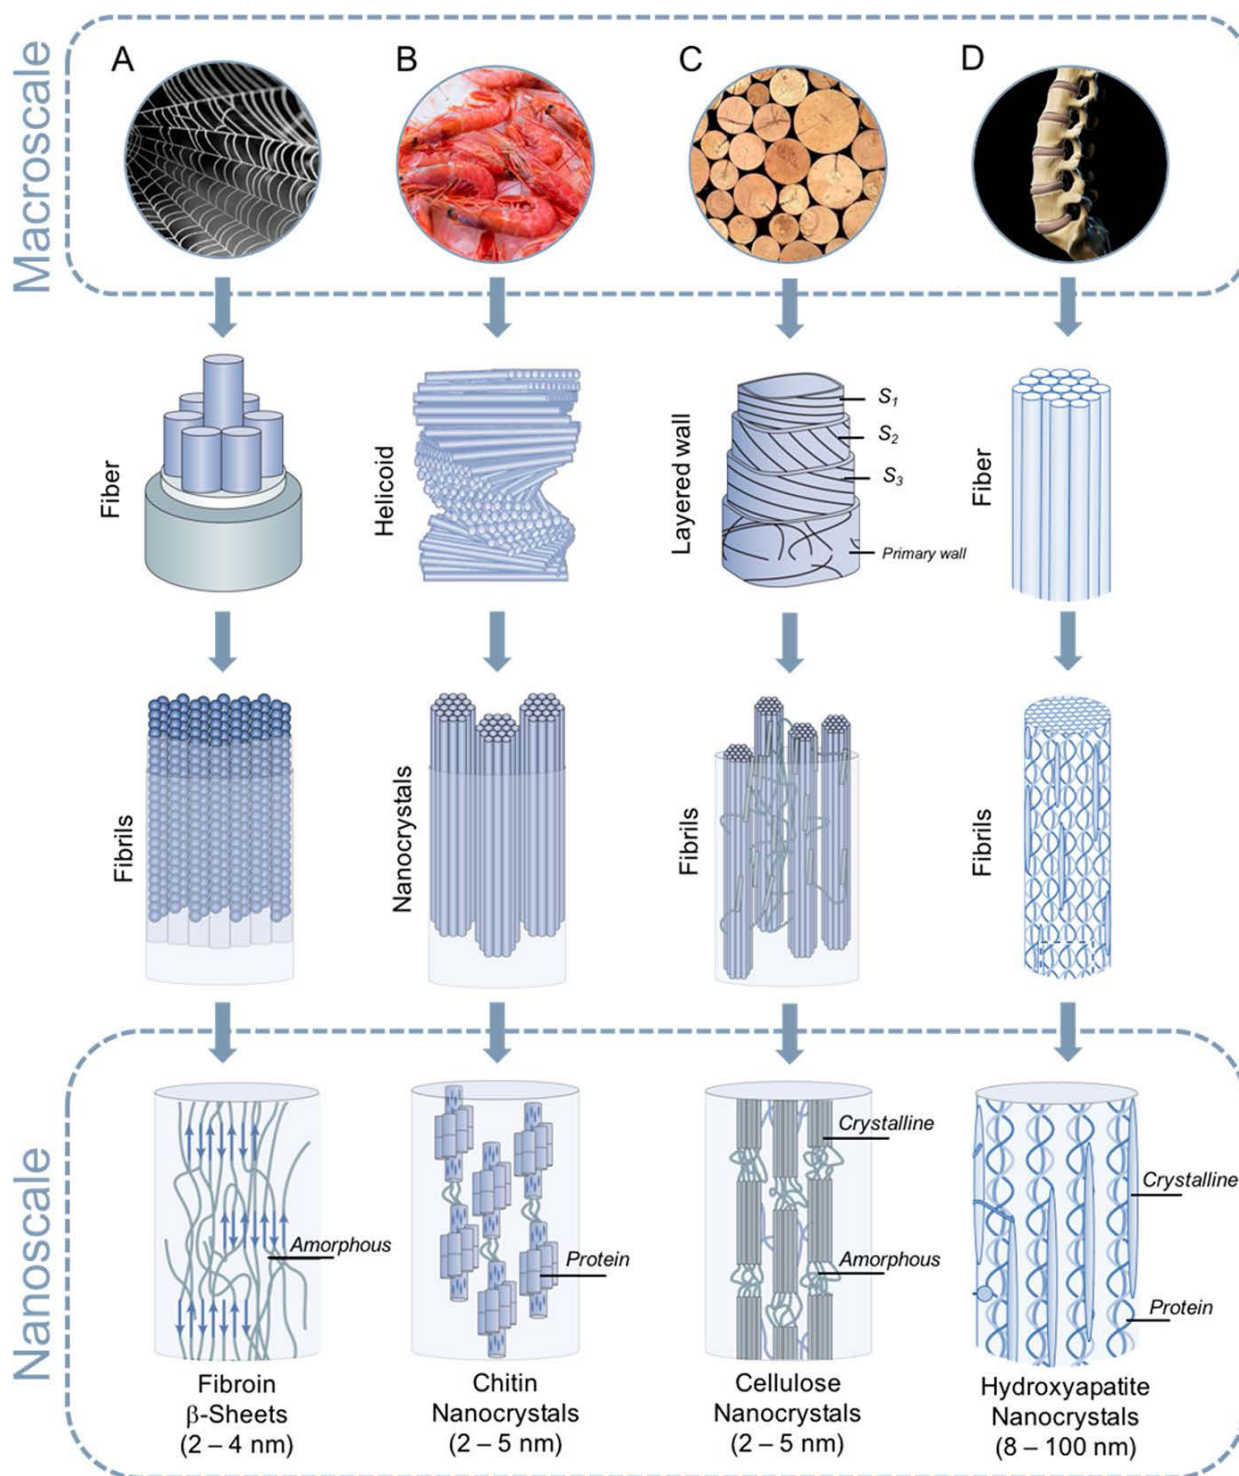 Macroscale
A
B
C
D
Fiber
Helicoid
Layered wall
S1
S2
S3
Primary wall
Fiber
Fibrils
Nanocrystals
Fibrils
Fibrils
Nanoscale
Amorphous
Protein
Crystalline
Amorphous
Crystalline
Protein
Fibroin
β-Sheets
(2 – 4 nm)
Chitin
Nanocrystals
(2 – 5 nm)
Cellulose
Nanocrystals
(2 – 5 nm)
Hydroxyapatite
Nanocrystals
(8 – 100 nm)